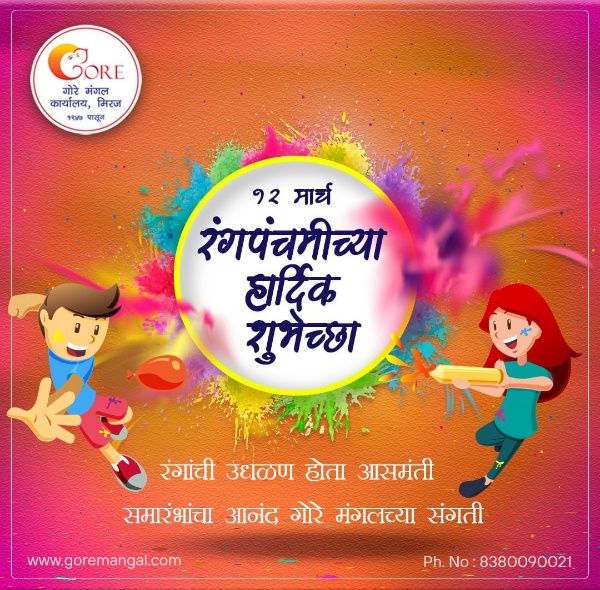 GORE
गोरे मंगल
कार्यालय, मिरज
१९४७ पासून
१२ मार्च
रंगपंचमीच्या
हार्दिक
शुभेच्छा
रंगांची उधळण होता आसमंती
समारंभांचा आनंद गोरे मंगलच्या संगती
www.goremangal.com
Ph. No : 8380090021